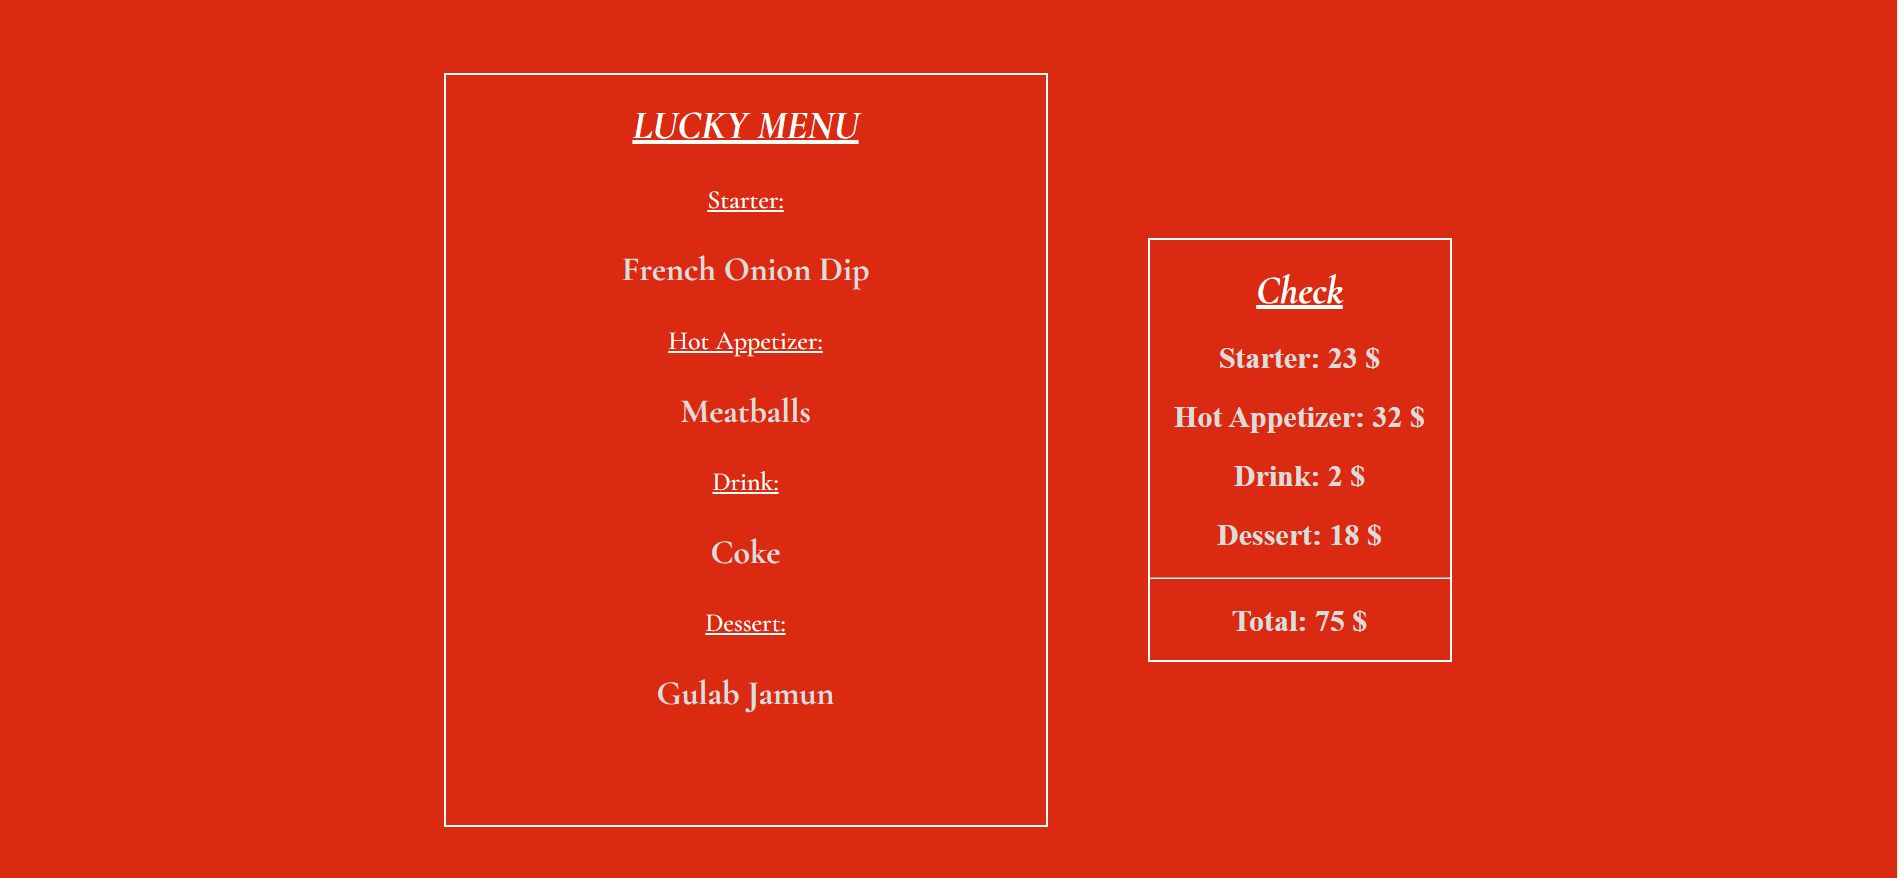 LUCKY MENU
Starter:
French Onion Dip
Hot Appetizer:
Meatballs
Drink:
Coke
Dessert:
Gulab Jamun
Check
Starter: 23 $
Hot Appetizer: 32 $
Drink: 2 $
Dessert: 18 $
Total: 75 $